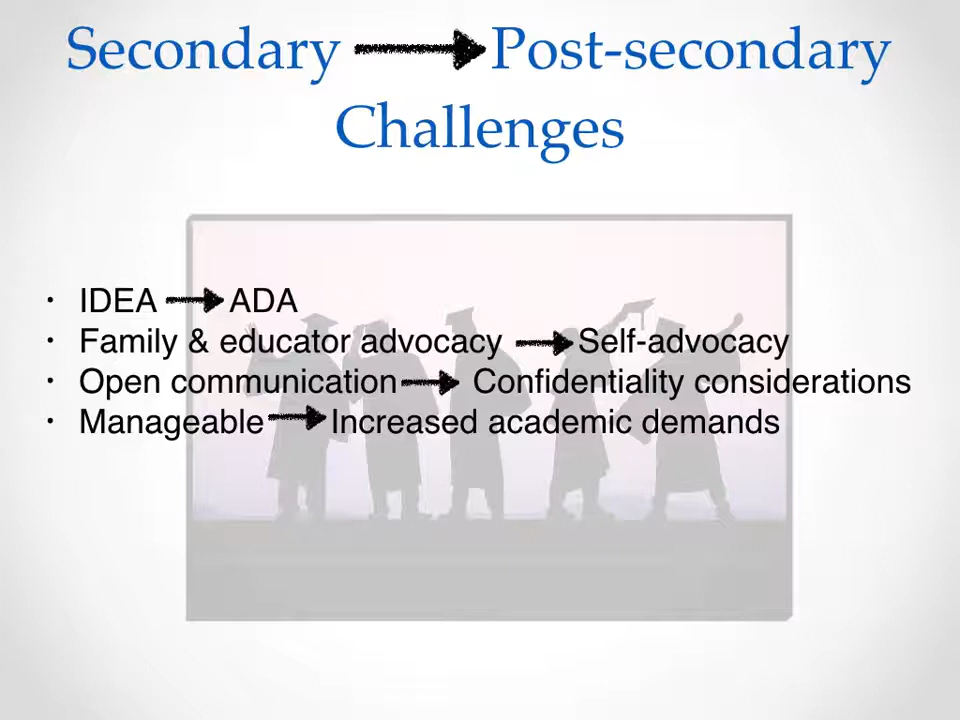 Secondary → Post-secondary
Challenges
• IDEA → ADA
• Family & educator advocacy → Self-advocacy
• Open communication → Confidentiality considerations
• Manageable → Increased academic demands